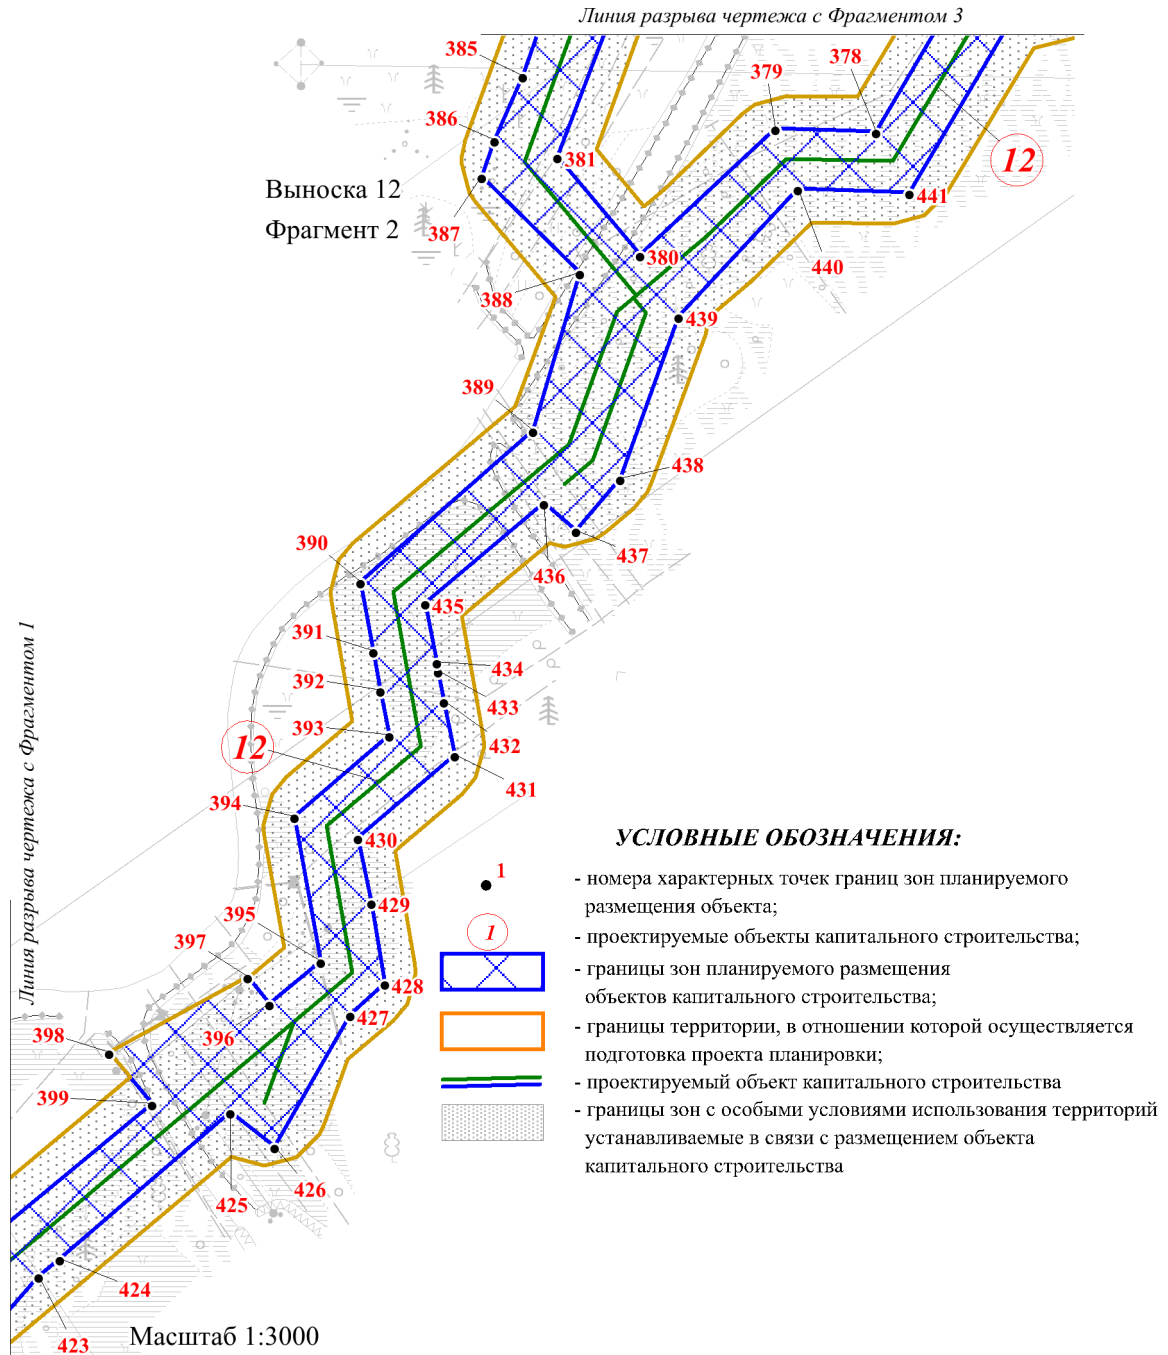 Линия разрыва чертежа с Фрагментом 3
385
379
378
386
381
12
Выноска 12
441
Фрагмент 2
387
380
440
388
439
389
438
390
437
436
435
391
434
392
433
393
12
432
431
Линия разрыва чертежа с Фрагментом 1
394
430
УСЛОВНЫЕ ОБОЗНАЧЕНИЯ:
1
- номера характерных точек границ зон планируемого
размещения объекта;
429
395
1
- проектируемые объекты капитального строительства;
397
- границы зон планируемого размещения
объектов капитального строительства;
428
427
398
396
- границы территории, в отношении которой осуществляется
подготовка проекта планировки;
- проектируемый объект капитального строительства
399
- границы зон с особыми условиями использования территорий
устанавливаемые в связи с размещением объекта
капитального строительства
426
425
424
423
Масштаб 1:3000